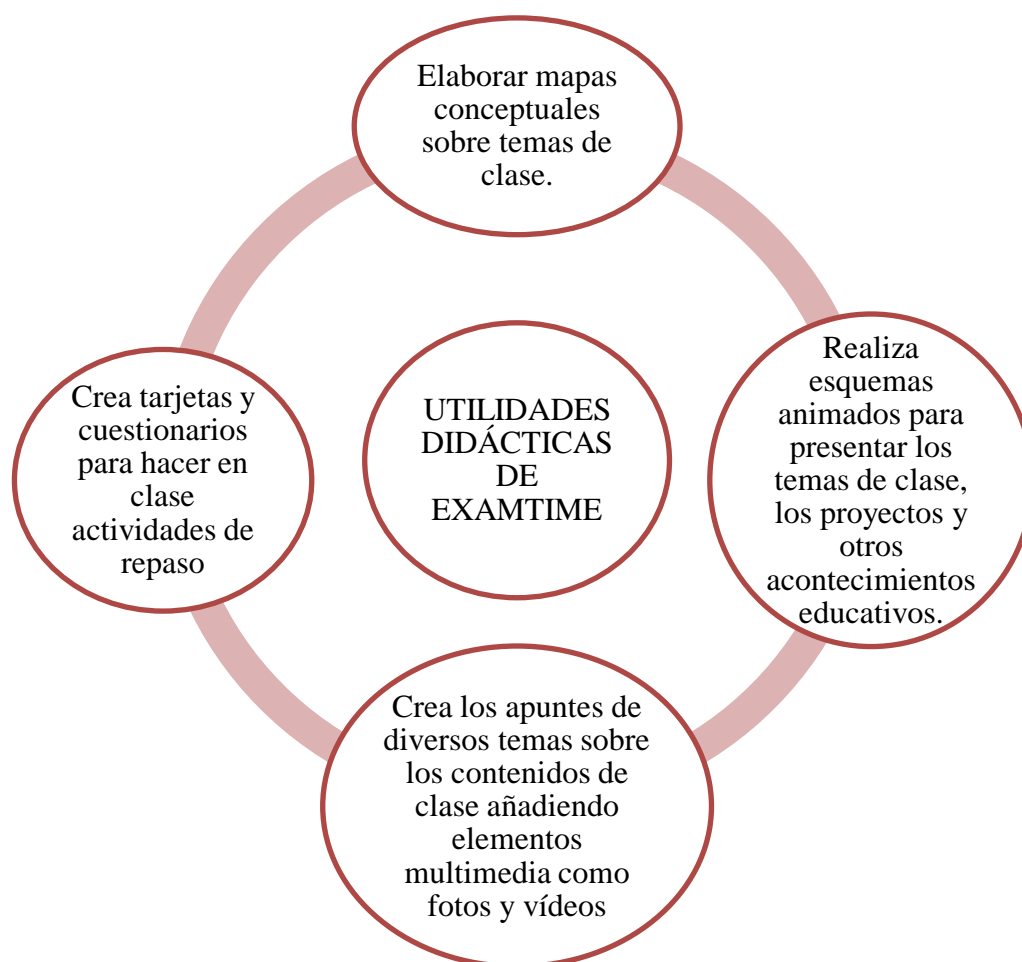 Elaborar mapas
conceptuales
sobre temas de
clase.
Realiza
esquemas
animados para
presentar los
temas de clase,
los proyectos y
otros
acontecimientos
educativos.
UTILIDADES
DIDÁCTICAS
DE
EXAMTIME
Crea tarjetas y
cuestionarios
para hacer en
clase
actividades de
repaso
Crea los apuntes de
diversos temas sobre
los contenidos de
clase añadiendo
elementos
multimedia como
fotos y vídeos